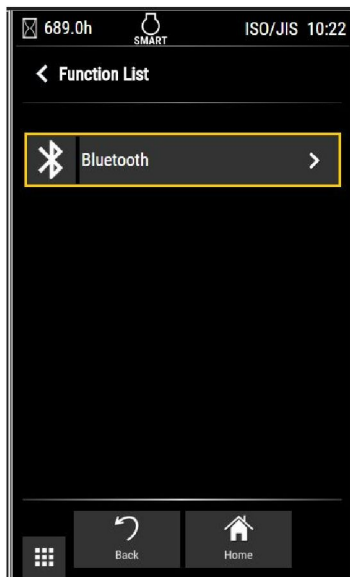 689.0h
SMART
ISO/JIS 10:22
Function List
Bluetooth
Back
Home